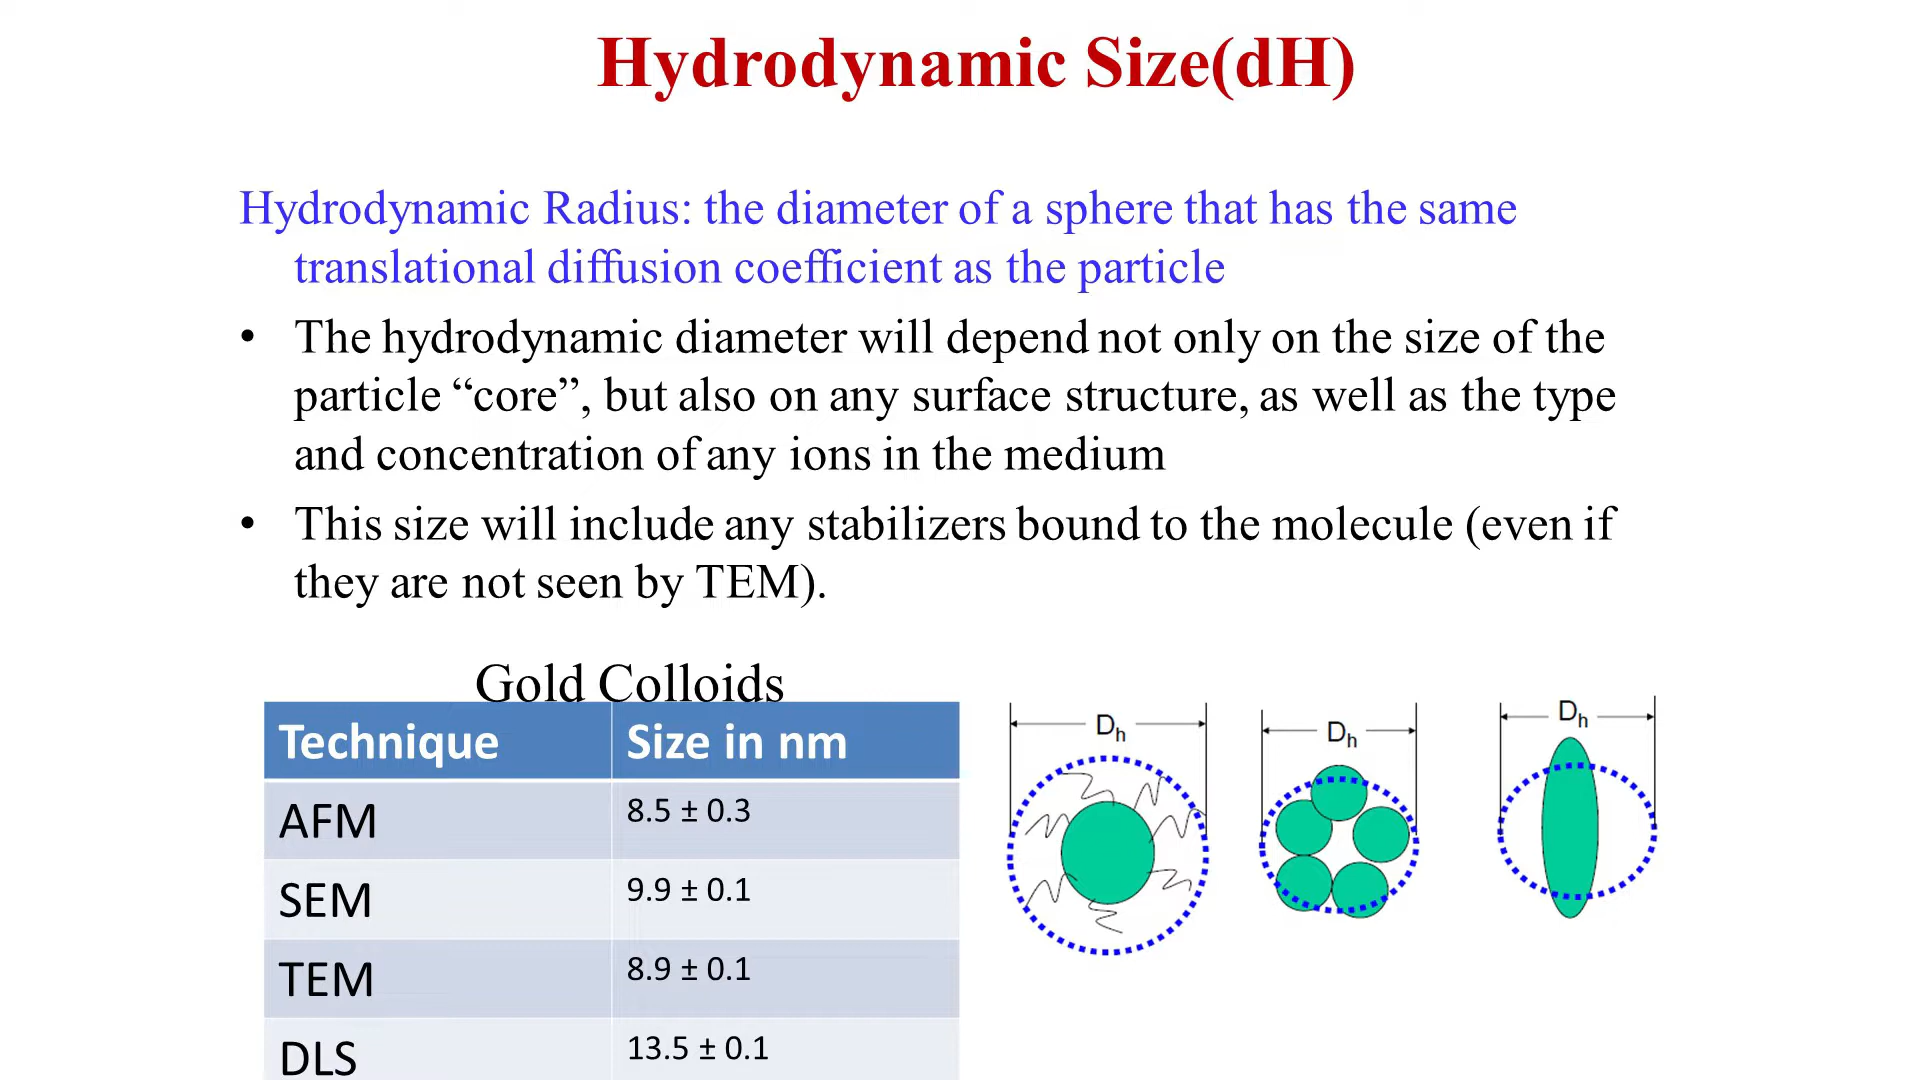 Hydrodynamic Size(dH)
Hydrodynamic Radius: the diameter of a sphere that has the same
translational diffusion coefficient as the particle
• The hydrodynamic diameter will depend not only on the size of the
particle “core”, but also on any surface structure, as well as the type
and concentration of any ions in the medium
• This size will include any stabilizers bound to the molecule (even if
they are not seen by TEM).
Gold Colloids
Technique Size in nm
AFM 8.5 ± 0.3
SEM 9.9 ± 0.1
TEM 8.9 ± 0.1
DLS 13.5 ± 0.1
Dh
Dh
Dh